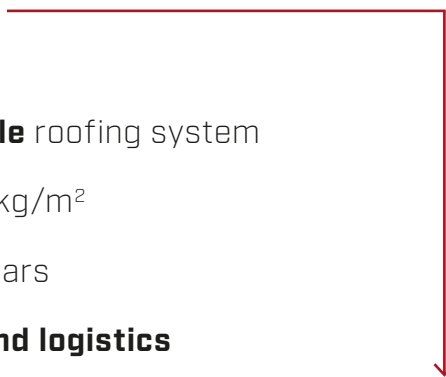 le roofing system
kg/m²
ars
nd logistics